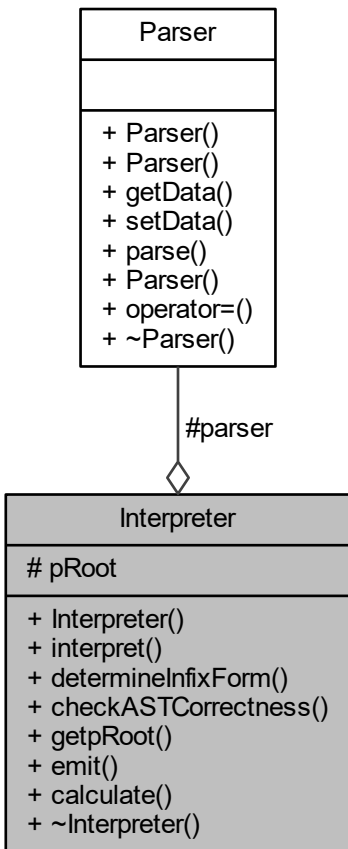 Parser
+ Parser()
+ Parser()
+ getData()
+ setData()
+ parse()
+ Parser()
+ operator=()
+ ~Parser()
#parser
Interpreter
# pRoot
+ Interpreter()
+ interpret()
+ determineInfixForm()
+ checkASTCorrectness()
+ getpRoot()
+ emit()
+ calculate()
+ ~Interpreter()